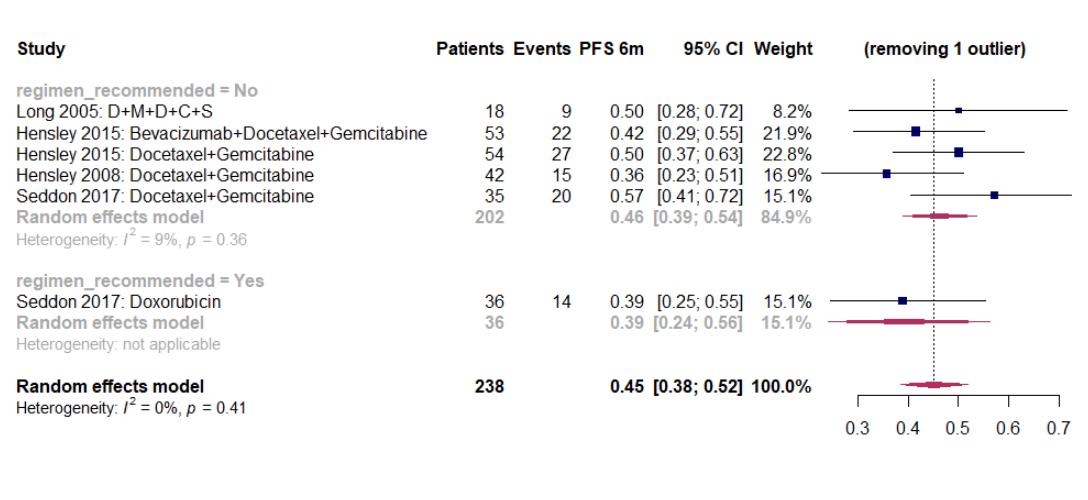 Study Patients Events PFS 6m 95% CI Weight (removing 1 outlier)
regimen_recommended = No
Long 2005: D+M+D+C+S 18 9 0.50 [0.28; 0.72] 8.2%
Hensley 2015: Bevacizumab+Docetaxel+Gemcitabine 53 22 0.42 [0.29; 0.55] 21.9%
Hensley 2015: Docetaxel+Gemcitabine 54 27 0.50 [0.37; 0.63] 22.8%
Hensley 2008: Docetaxel+Gemcitabine 42 15 0.36 [0.23; 0.51] 16.9%
Seddon 2017: Docetaxel+Gemcitabine 35 20 0.57 [0.41; 0.72] 15.1%
Random effects model 202 0.46 [0.39; 0.54] 84.9%
Heterogeneity: I² = 9%, p = 0.36
regimen_recommended = Yes
Seddon 2017: Doxorubicin 36 14 0.39 [0.25; 0.55] 15.1%
Random effects model 36 0.39 [0.24; 0.56] 15.1%
Heterogeneity: not applicable
Random effects model 238 0.45 [0.38; 0.52] 100.0%
Heterogeneity: I² = 0%, p = 0.41
0.3 0.4 0.5 0.6 0.7